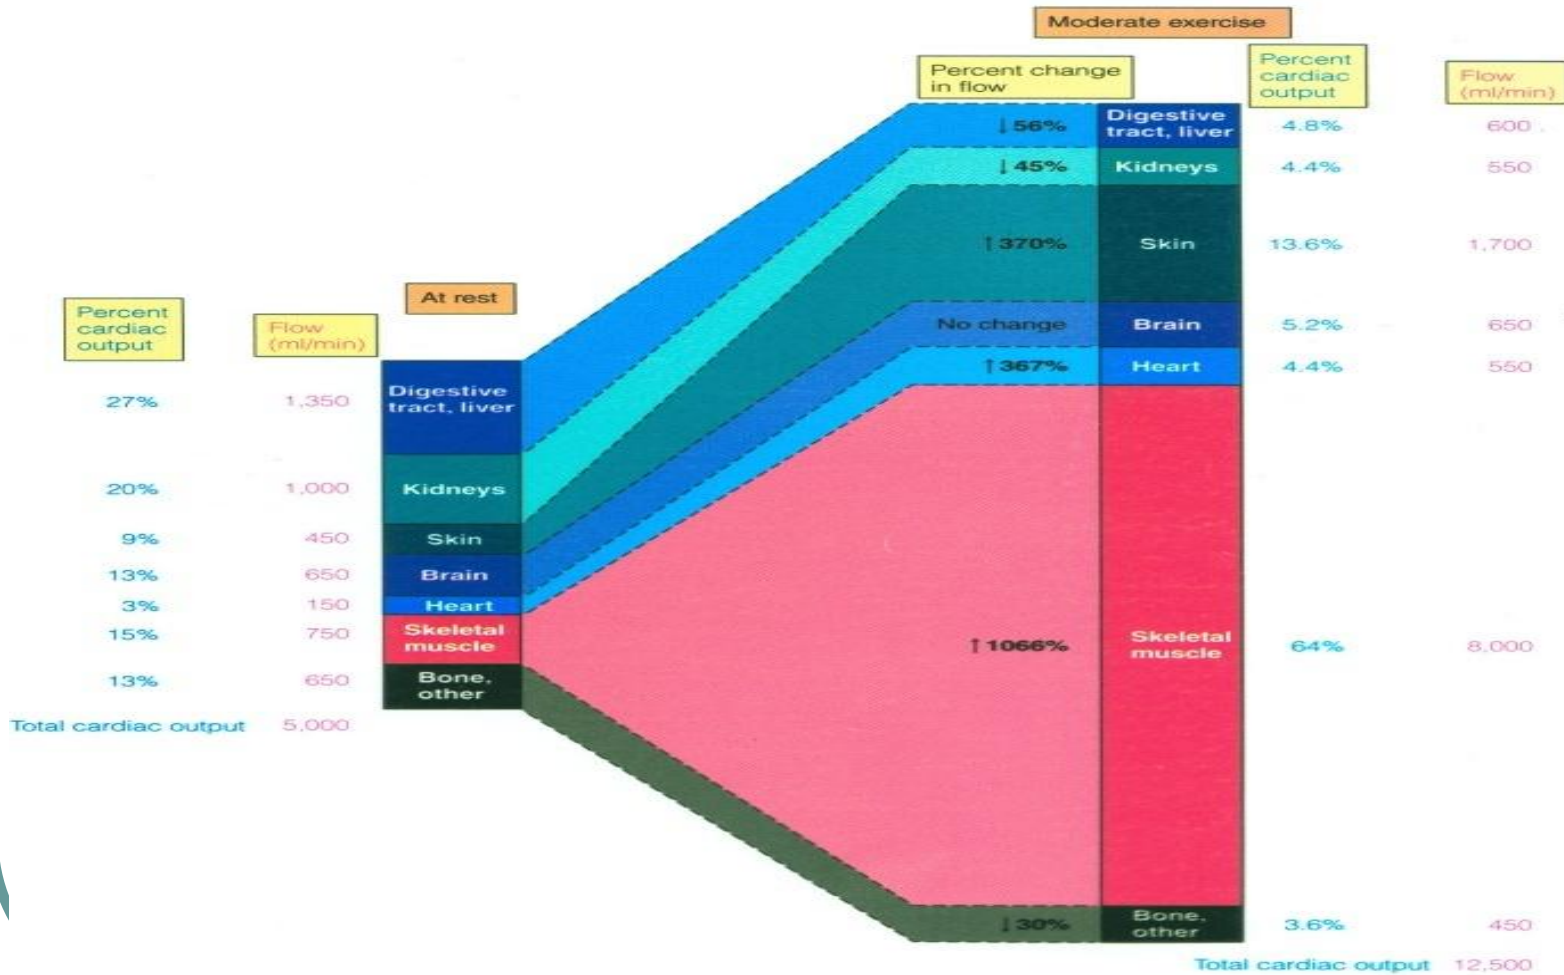 Moderate exercise
Percent change
in flow
Percent
cardiac
output
Flow
(ml/min)
↓56%
Digestive
tract, liver
4.8%
600
↓45%
Kidneys
4.4%
550
↑370%
Skin
13.6%
1,700
No change
Brain
5.2%
650
↑367%
Heart
4.4%
550
↑1066%
Skeletal
muscle
64%
8,000
↓30%
Bone,
other
3.6%
450
Total cardiac output 12,500
At rest
Percent
cardiac
output
Flow
(ml/min)
27%
1,350
Digestive
tract, liver
20%
1,000
Kidneys
9%
450
Skin
13%
650
Brain
3%
150
Heart
15%
750
Skeletal
muscle
13%
650
Bone,
other
Total cardiac output 5,000